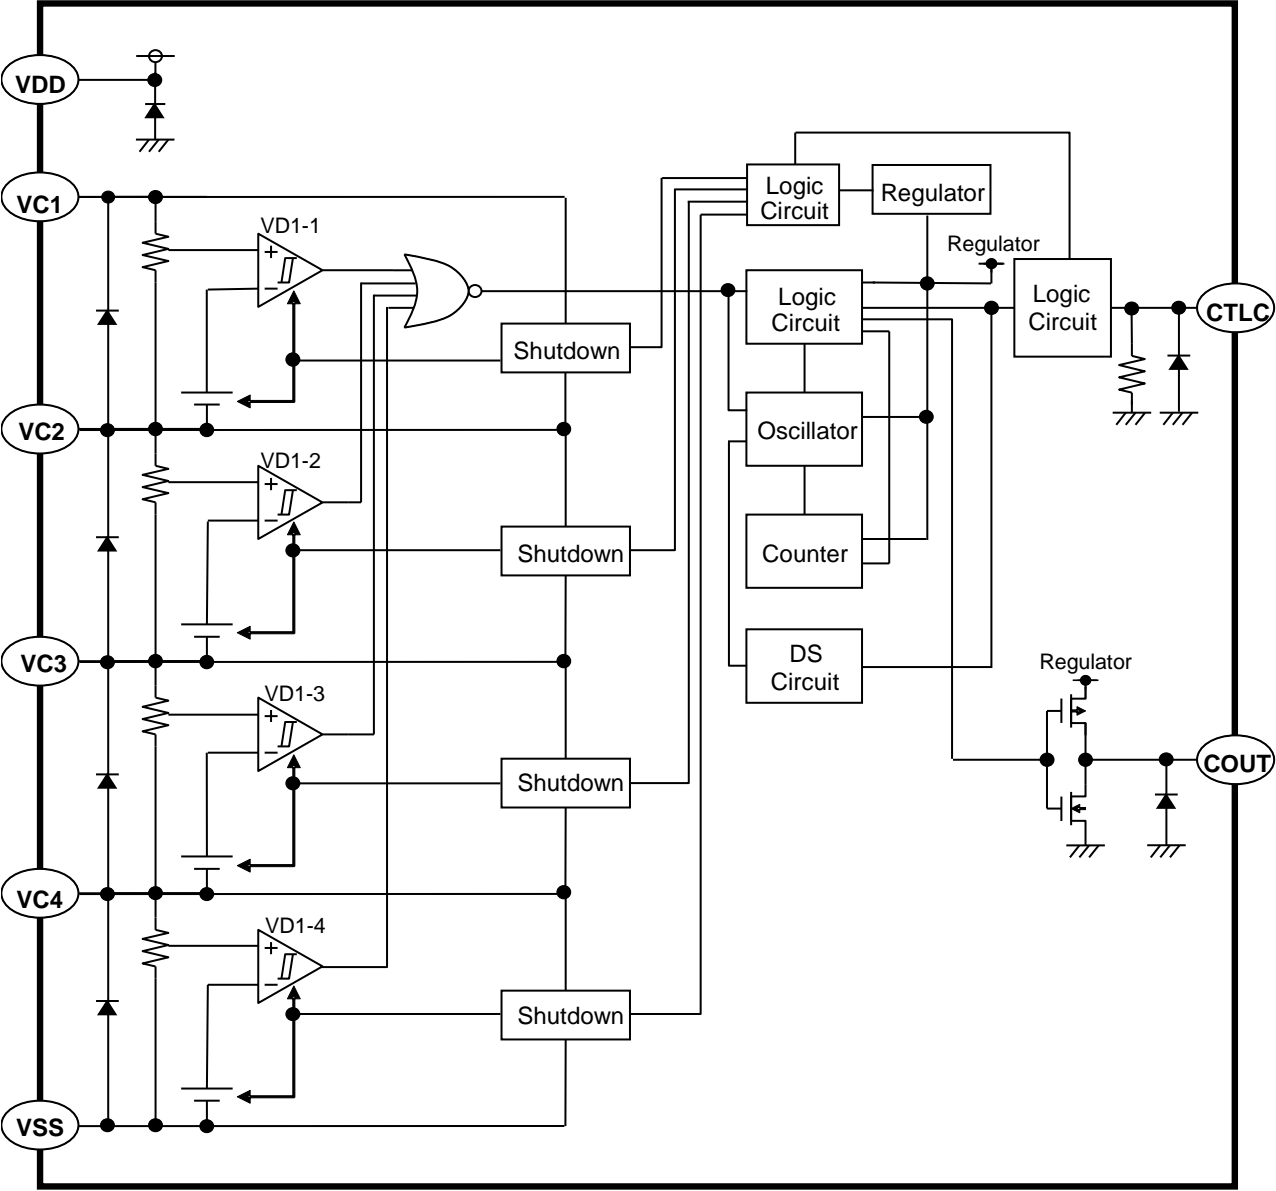 VDD
VC1
VD1-1
Logic
Circuit
Regulator
Regulator
Logic
Circuit
Logic
Circuit
CTLC
Shutdown
VC2
Oscillator
VD1-2
Shutdown
Counter
VC3
DS
Circuit
Regulator
VD1-3
COUT
Shutdown
VC4
VD1-4
Shutdown
VSS